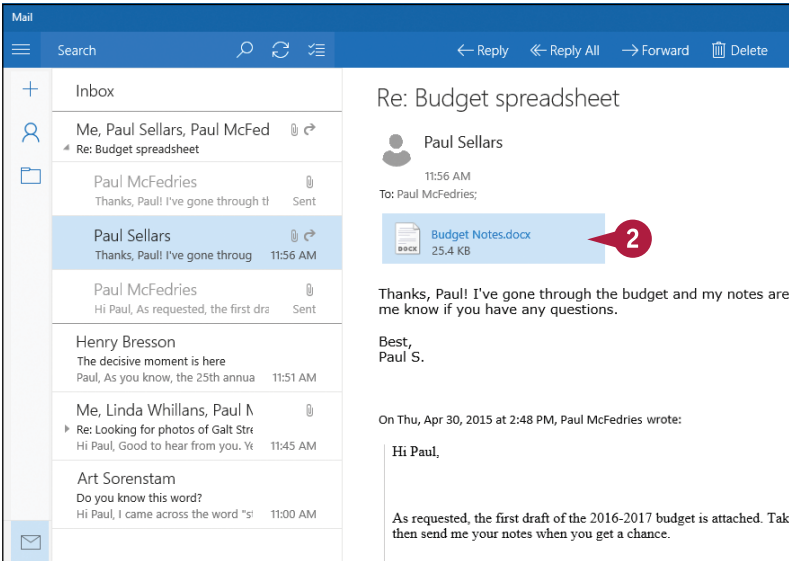 Mail
Search
Reply
Reply All
Forward
Delete
Inbox
Me, Paul Sellars, Paul McFed
Re: Budget spreadsheet
Paul McFedries
Thanks, Paul! I've gone through th
Sent
Paul Sellars
Thanks, Paul! I've gone throug
11:56 AM
Paul McFedries
Hi Paul, As requested, the first dra
Sent
Henry Bresson
The decisive moment is here
Paul, As you know, the 25th annua
11:51 AM
Me, Linda Whillans, Paul M
Re: Looking for photos of Galt Stre
Hi Paul, Good to hear from you. Ye
11:45 AM
Art Sorenstam
Do you know this word?
Hi Paul, I came across the word "st
11:00 AM
Re: Budget spreadsheet
Paul Sellars
11:56 AM
To: Paul McFedries;
DOCX
Budget Notes.docx
25.4 KB
2
Thanks, Paul! I've gone through the budget and my notes are
me know if you have any questions.
Best,
Paul S.
On Thu, Apr 30, 2015 at 2:48 PM, Paul McFedries wrote:
Hi Paul,
As requested, the first draft of the 2016-2017 budget is attached. Tak
then send me your notes when you get a chance.